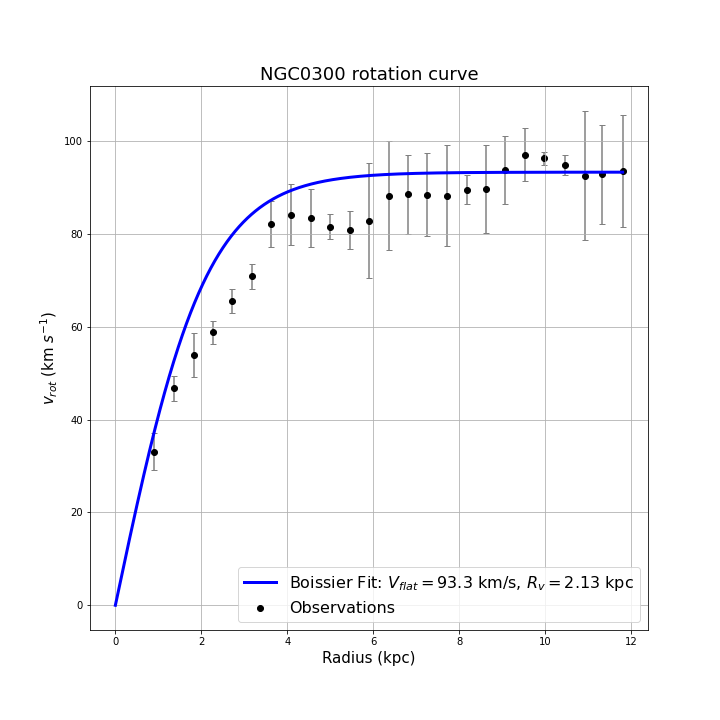 NGC0300 rotation curve
100
80
60
40
20
0
v_rot (km s⁻¹)
Boissier Fit: V_flat = 93.3 km/s, R_v = 2.13 kpc
Observations
0 2 4 6 8 10 12
Radius (kpc)